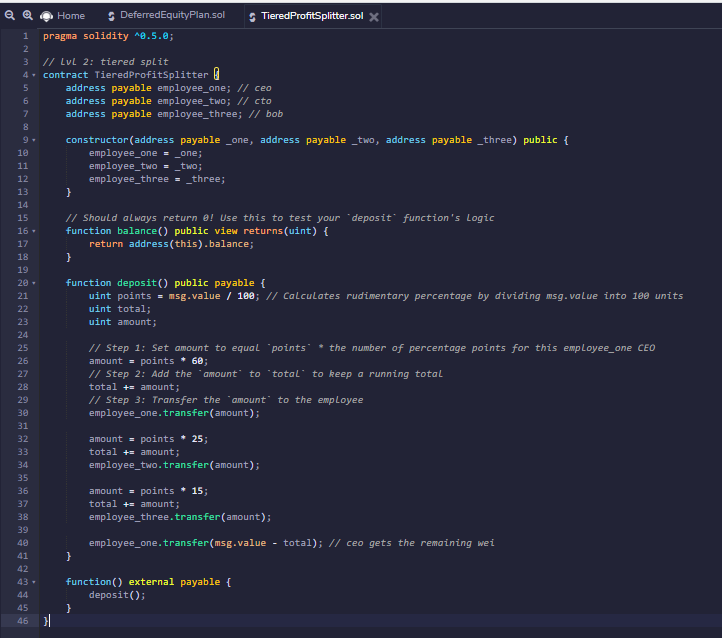 Home DeferredEquityPlan.sol TieredProfitSplitter.sol
1 pragma solidity ^0.5.0;
2
3 // lvl 2: tiered split
4 contract TieredProfitSplitter {
5 address payable employee_one; // ceo
6 address payable employee_two; // cto
7 address payable employee_three; // bob
8
9 constructor(address payable _one, address payable _two, address payable _three) public {
10 employee_one = _one;
11 employee_two = _two;
12 employee_three = _three;
13 }
14
15 // Should always return 0! Use this to test your `deposit` function's logic
16 function balance() public view returns(uint) {
17 return address(this).balance;
18 }
19
20 function deposit() public payable {
21 uint points = msg.value / 100; // Calculates rudimentary percentage by dividing msg.value into 100 units
22 uint total;
23 uint amount;
24
25 // Step 1: Set amount to equal `points` * the number of percentage points for this employee_one CEO
26 amount = points * 60;
27 // Step 2: Add the `amount` to `total` to keep a running total
28 total += amount;
29 // Step 3: Transfer the `amount` to the employee
30 employee_one.transfer(amount);
31
32 amount = points * 25;
33 total += amount;
34 employee_two.transfer(amount);
35
36 amount = points * 15;
37 total += amount;
38 employee_three.transfer(amount);
39
40 employee_one.transfer(msg.value - total); // ceo gets the remaining wei
41 }
42
43 function() external payable {
44 deposit();
45 }
46 }